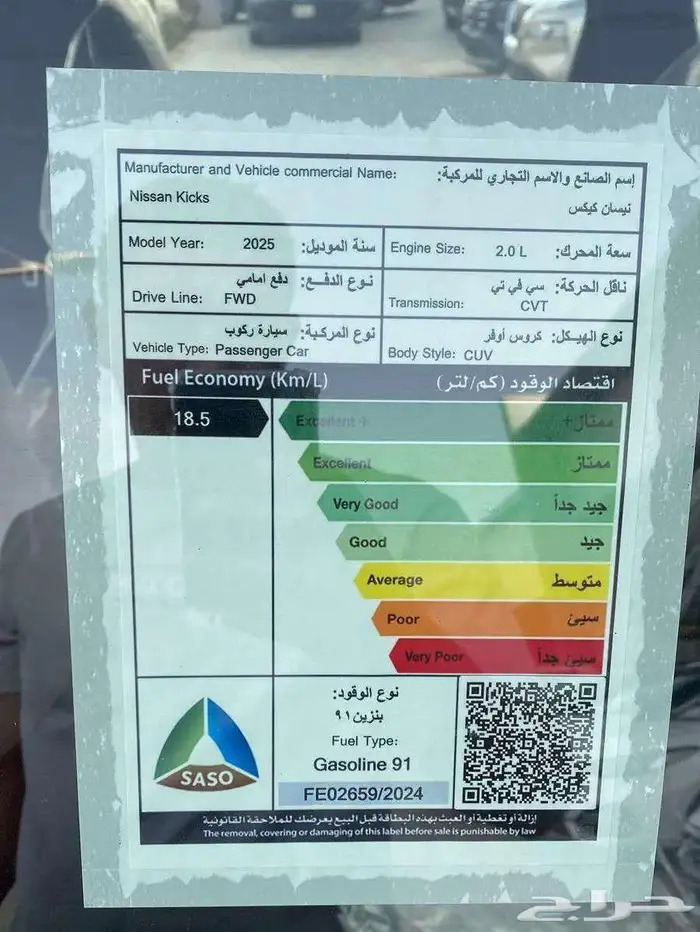 Manufacturer and Vehicle commercial Name: إسم الصانع والاسم التجاري للمركبة:
Nissan Kicks نيسان كيكس
Model Year: 2025 سنة الموديل:
Engine Size: 2.0 L سعة المحرك:
نوع الدفـــع: دفع امامي
Drive Line: FWD
ناقل الحركة: سي في تي
Transmission: CVT
نوع المركبة: سيارة ركوب
Vehicle Type: Passenger Car
نوع الهيكل: كروس أوفر
Body Style: CUV
Fuel Economy (Km/L) اقتصاد الوقود (كم/لتر)
18.5
Excellent + ممتاز+
Excellent ممتاز
Very Good جيد جداً
Good جيد
Average متوسط
Poor سيئ
Very Poor سيئ جداً
SASO
نوع الوقود:
بنزين ٩١
Fuel Type:
Gasoline 91
FE02659/2024
إزالة أو تغطية أو العبث بهذه البطاقة قبل البيع يعرضك للملاحقة القانونية
The removal, covering or damaging of this label before sale is punishable by law
حراج